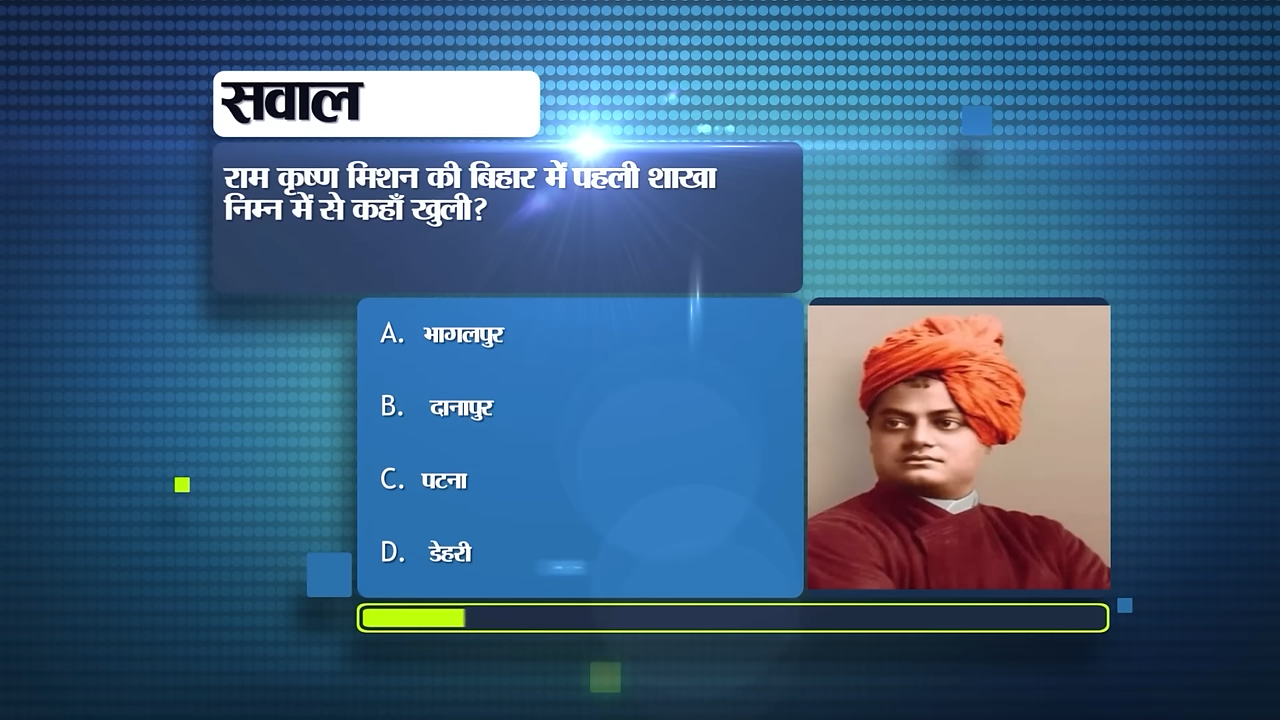 सवाल
राम कृष्ण मिशन की बिहार में पहली शाखा
निम्न में से कहाँ खुली?
A. भागलपुर
B. दानापुर
C. पटना
D. डेहरी